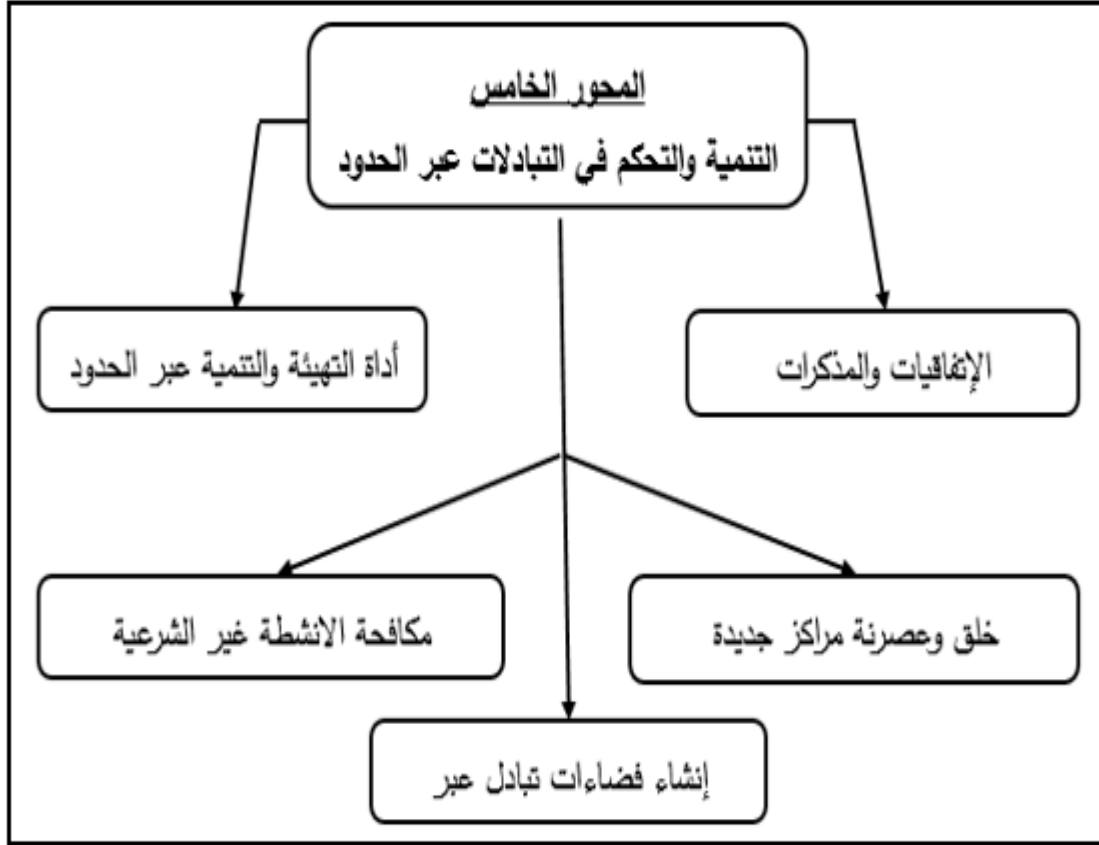 المحور الخامس
التنمية والتحكم في التبادلات عبر الحدود
الإتفاقيات والمذكرات
أداة التهيئة والتنمية عبر الحدود
خلق وعصرنة مراكز جديدة
مكافحة الانشطة غير الشرعية
إنشاء فضاءات تبادل عبر